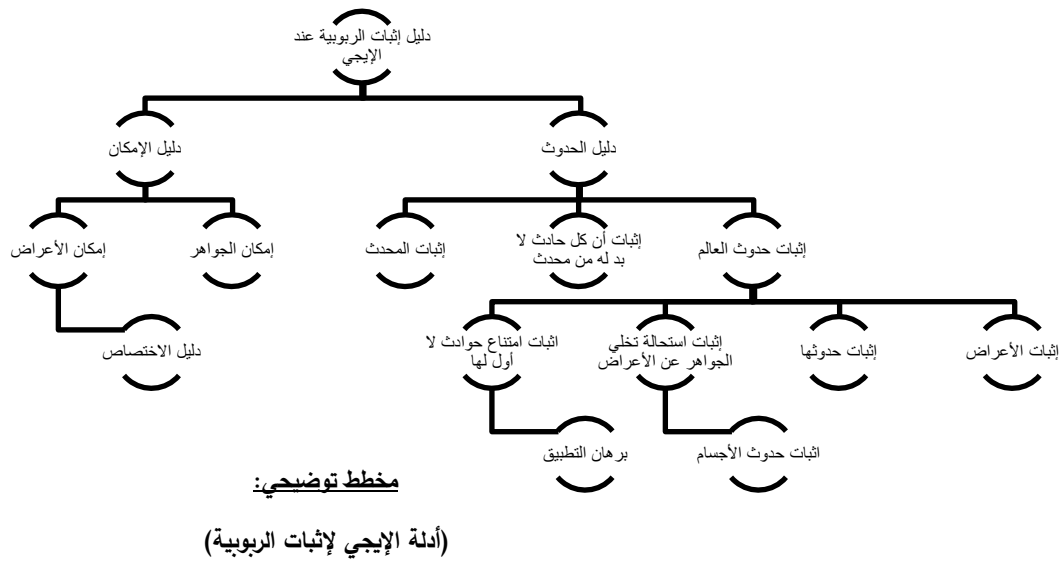 دليل إثبات الربوبية عند
الإيجي
دليل الحدوث
دليل الإمكان
إثبات حدوث العالم
إثبات أن كل حادث لا
بد له من محدث
إثبات المحدث
إمكان الجواهر
إمكان الأعراض
إثبات الأعراض
إثبات حدوثها
إثبات استحالة تخلي
الجواهر عن الأعراض
اثبات امتناع حوادث لا
أول لها
دليل الاختصاص
اثبات حدوث الأجسام
برهان التطبيق
مخطط توضيحي:
(أدلة الإيجي لإثبات الربوبية)